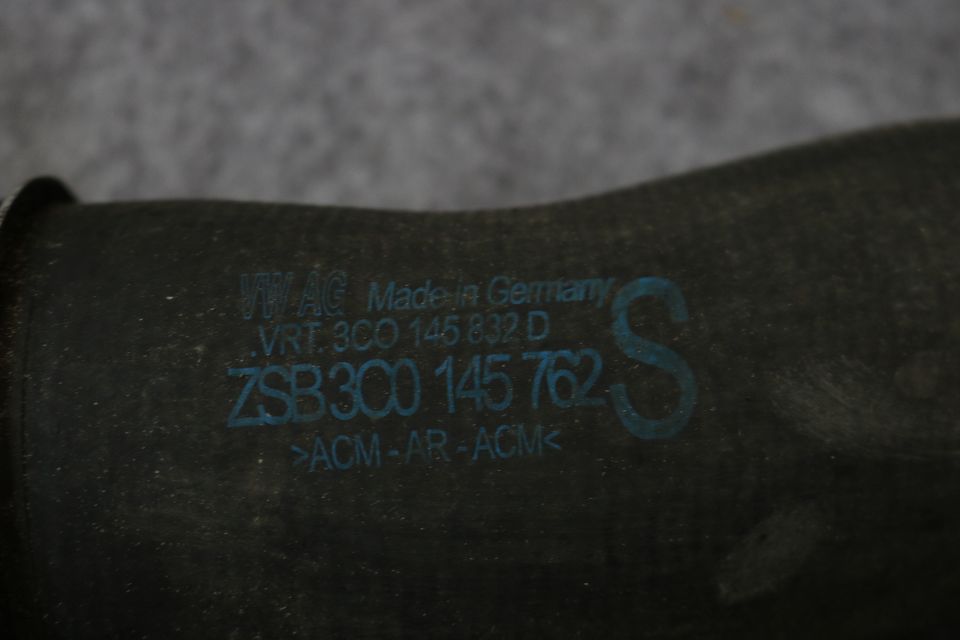 VW AG Made in Germany
.VRT. 3C0 145 832 D
ZSB 3C0 145 762 S
>ACM - AR - ACM<